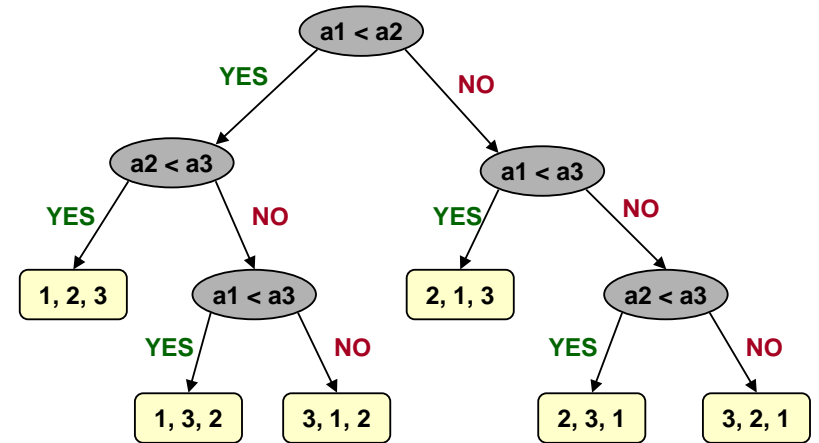 a1 < a2
YES
NO
a2 < a3
a1 < a3
YES
NO
YES
NO
1, 2, 3
a1 < a3
2, 1, 3
a2 < a3
YES
NO
YES
NO
1, 3, 2
3, 1, 2
2, 3, 1
3, 2, 1